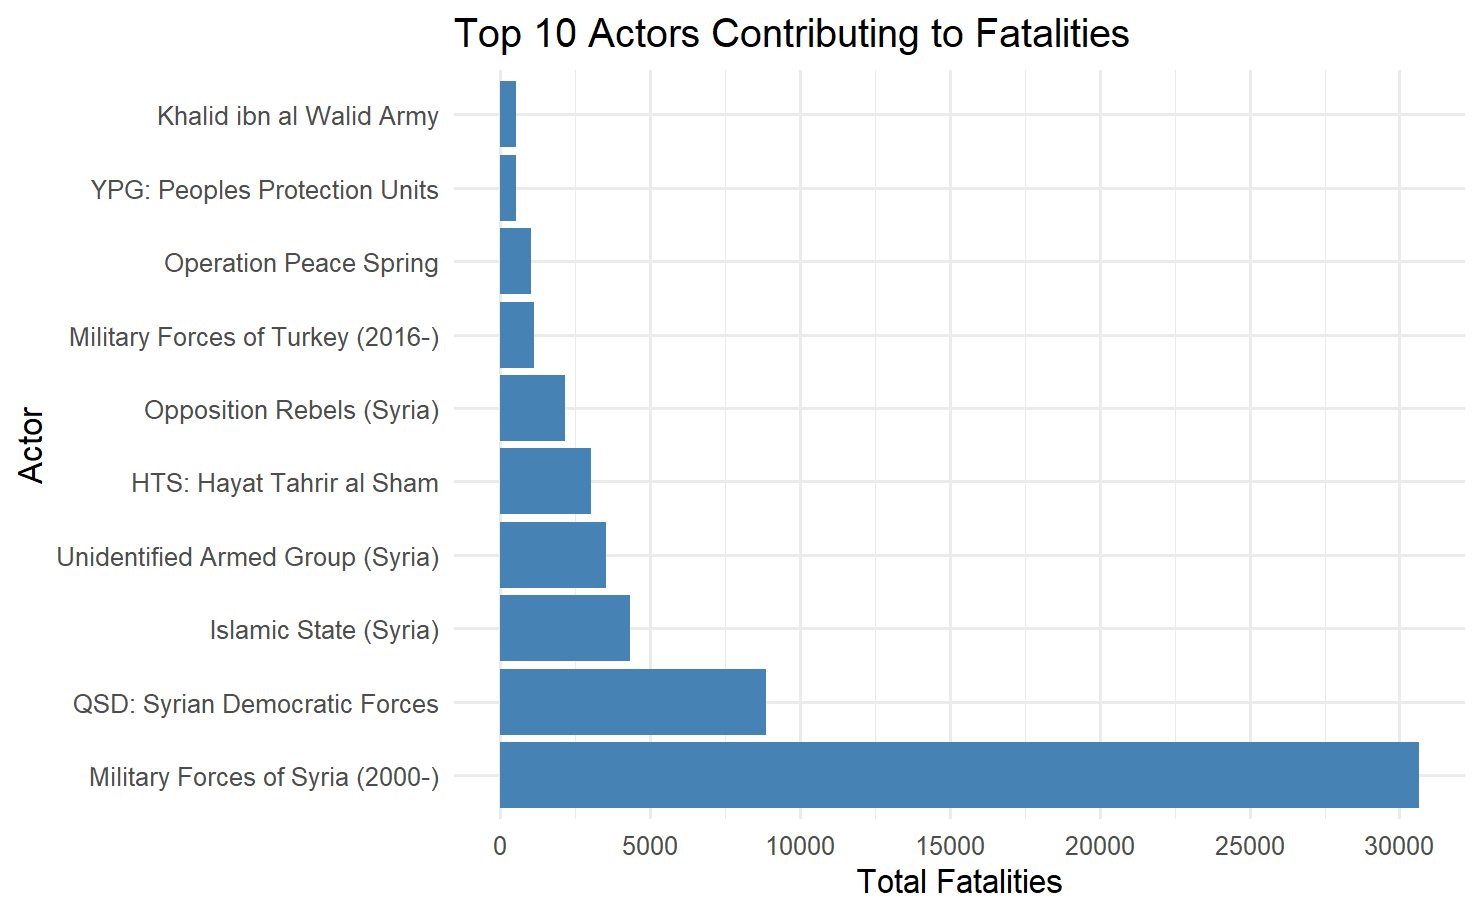 Top 10 Actors Contributing to Fatalities
Khalid ibn al Walid Army
YPG: Peoples Protection Units
Operation Peace Spring
Military Forces of Turkey (2016-)
Opposition Rebels (Syria)
HTS: Hayat Tahrir al Sham
Unidentified Armed Group (Syria)
Islamic State (Syria)
QSD: Syrian Democratic Forces
Military Forces of Syria (2000-)
Actor
0 5000 10000 15000 20000 25000 30000
Total Fatalities